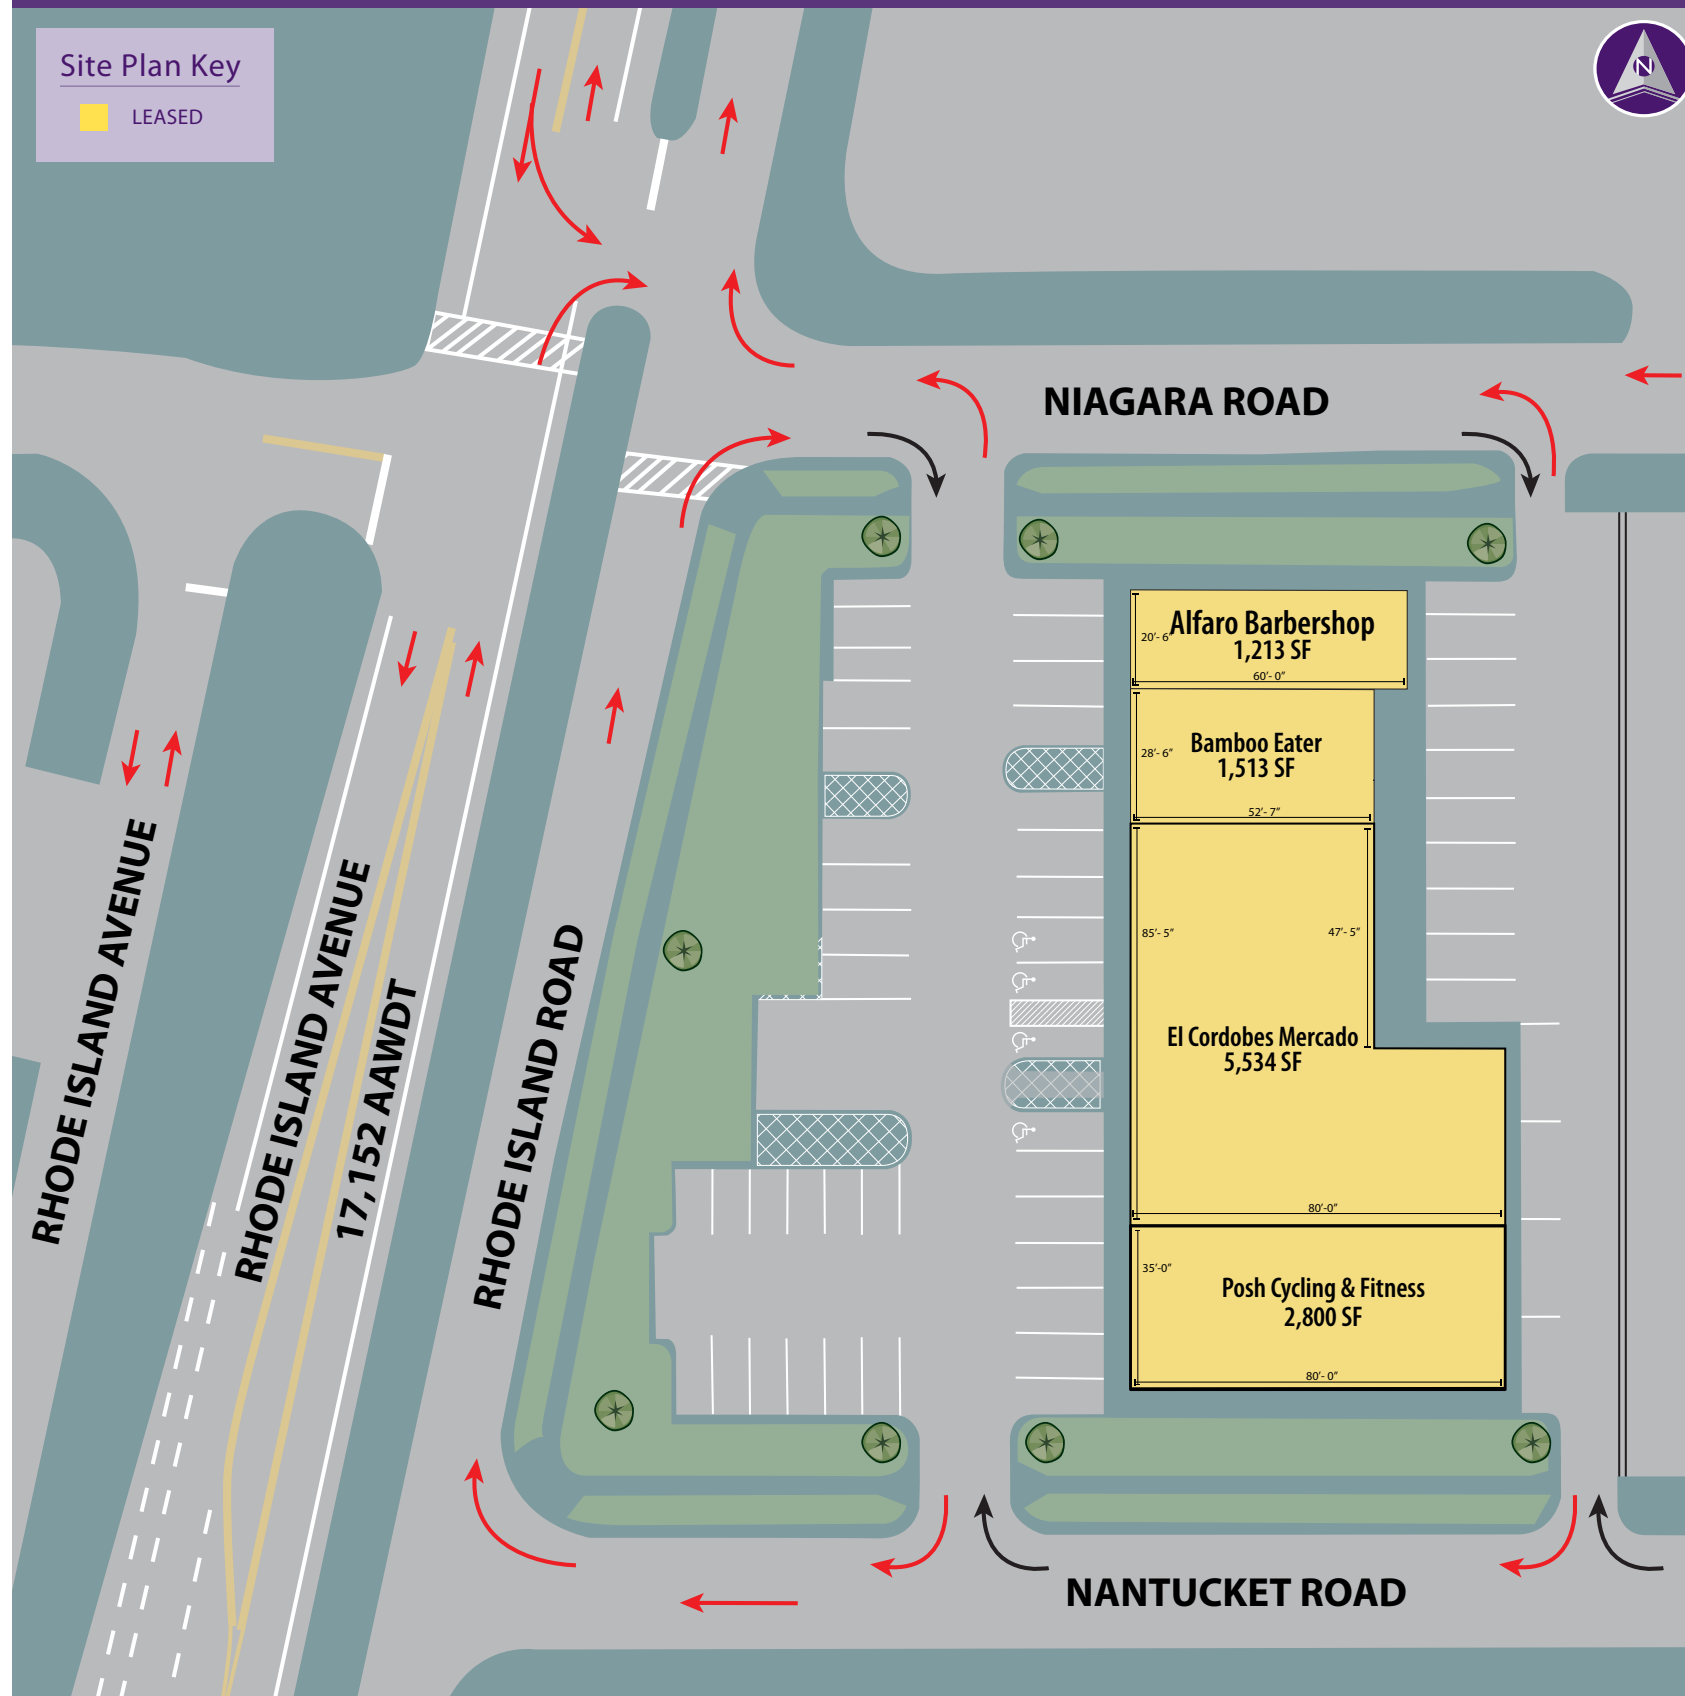 Site Plan Key
LEASED
N
NIAGARA ROAD
Alfaro Barbershop
1,213 SF
20'- 6"
60'- 0"
Bamboo Eater
1,513 SF
28'- 6"
52'- 7"
85'- 5"
47'- 5"
El Cordobes Mercado
5,534 SF
80'-0"
35'-0"
Posh Cycling & Fitness
2,800 SF
80'- 0"
RHODE ISLAND AVENUE
RHODE ISLAND AVENUE
17,152 AAWDT
RHODE ISLAND ROAD
NANTUCKET ROAD